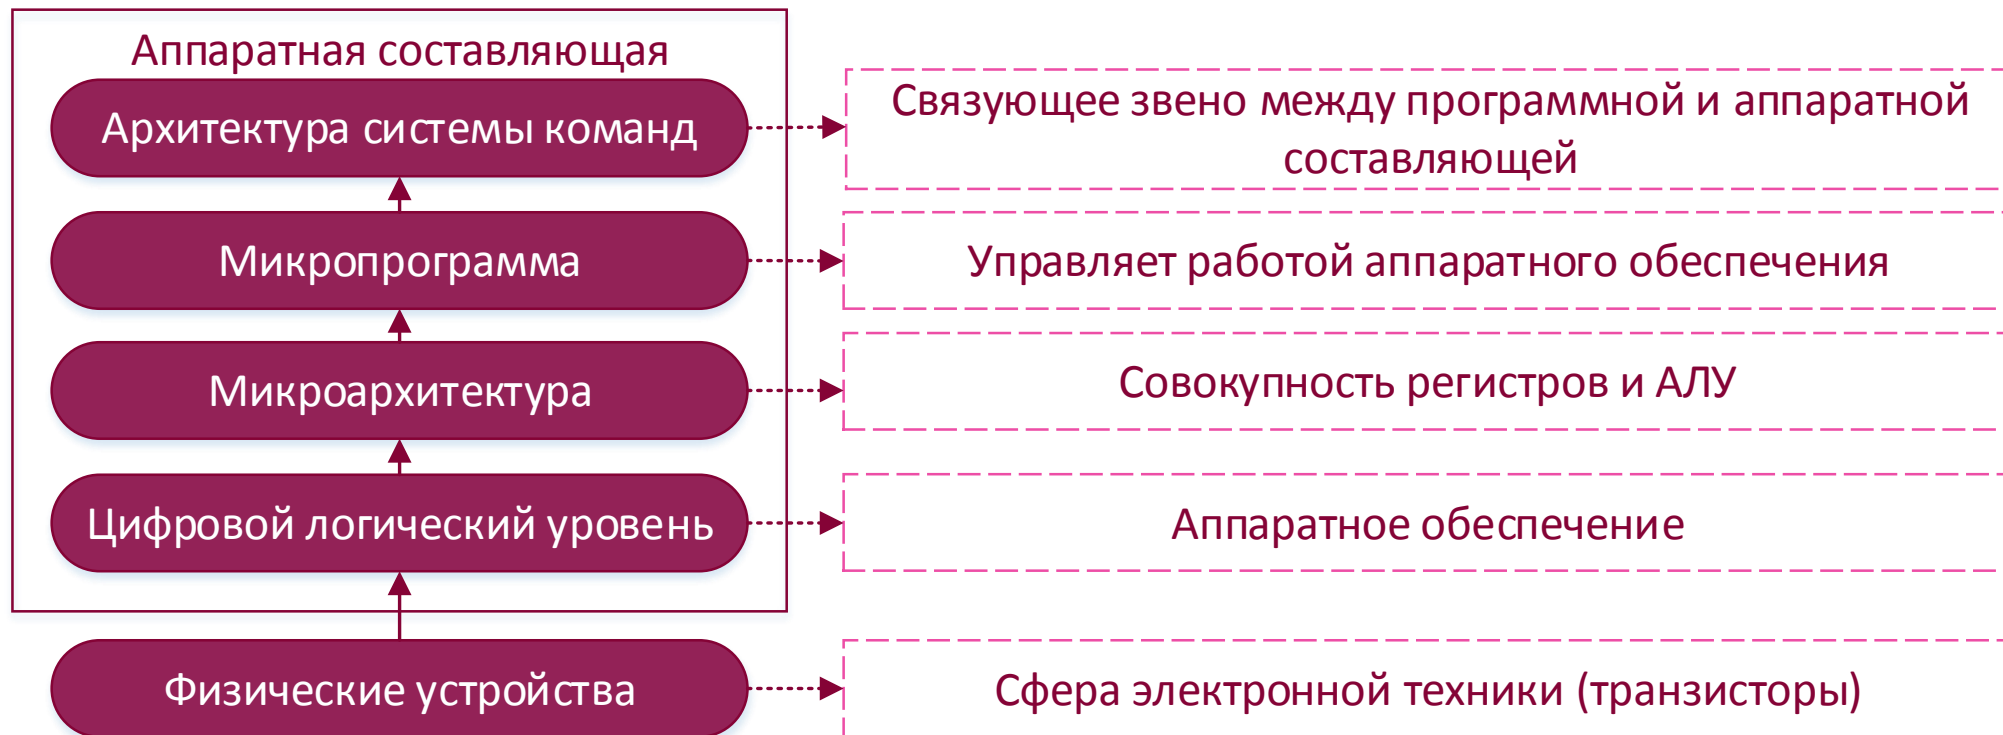 Аппаратная составляющая
Архитектура системы команд
Связующее звено между программной и аппаратной
составляющей
Микропрограмма
Управляет работой аппаратного обеспечения
Микроархитектура
Совокупность регистров и АЛУ
Цифровой логический уровень
Аппаратное обеспечение
Физические устройства
Сфера электронной техники (транзисторы)